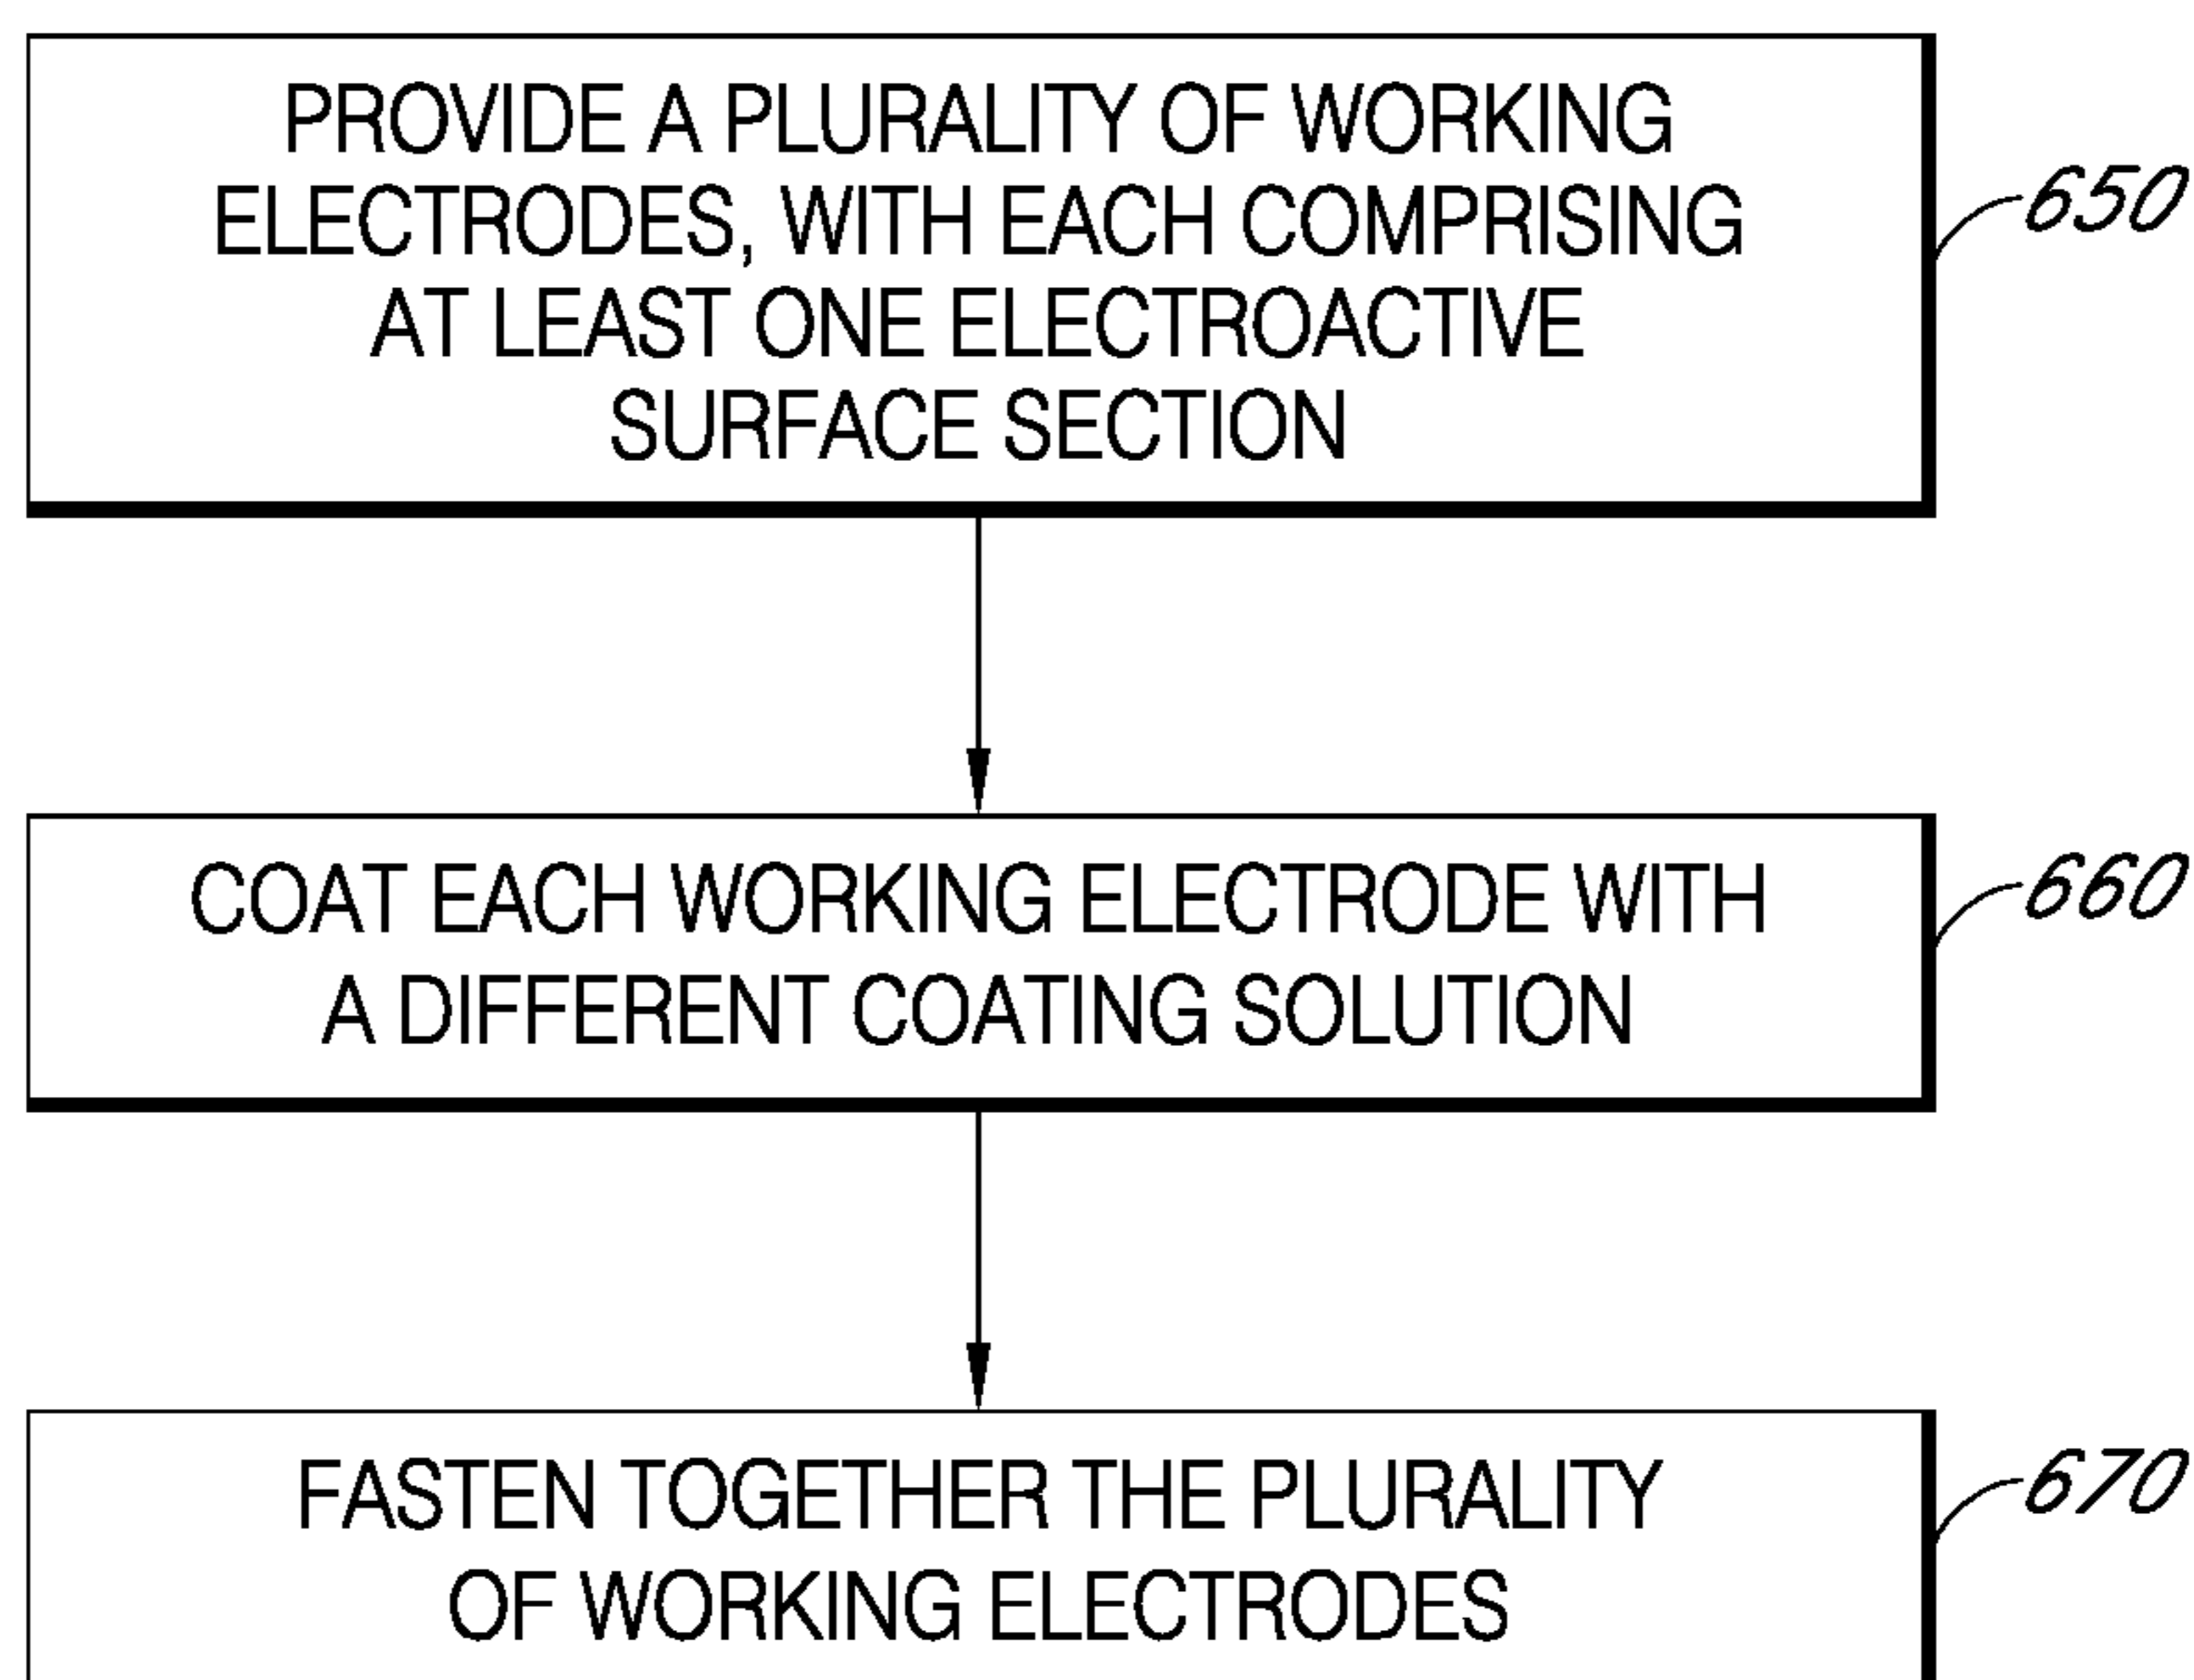 PROVIDE A PLURALITY OF WORKING
ELECTRODES, WITH EACH COMPRISING
AT LEAST ONE ELECTROACTIVE
SURFACE SECTION
650
COAT EACH WORKING ELECTRODE WITH
A DIFFERENT COATING SOLUTION
660
FASTEN TOGETHER THE PLURALITY
OF WORKING ELECTRODES
670